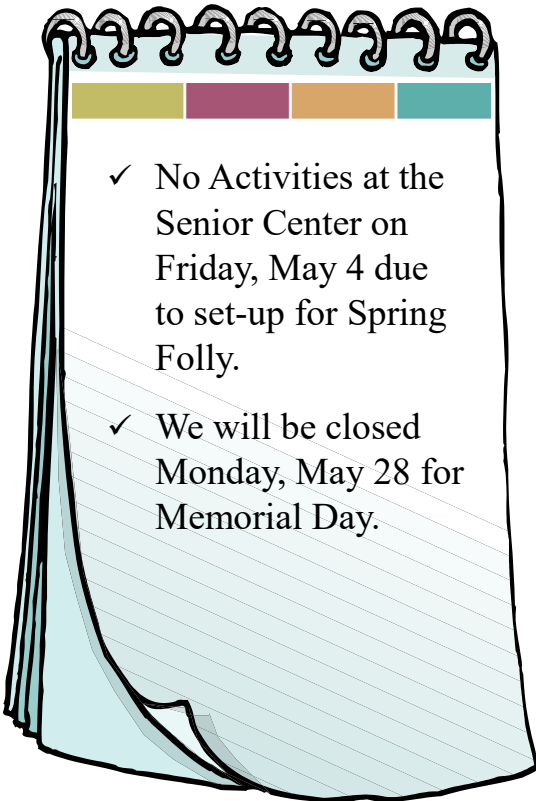 ✓ No Activities at the
Senior Center on
Friday, May 4 due
to set-up for Spring
Folly.
✓ We will be closed
Monday, May 28 for
Memorial Day.